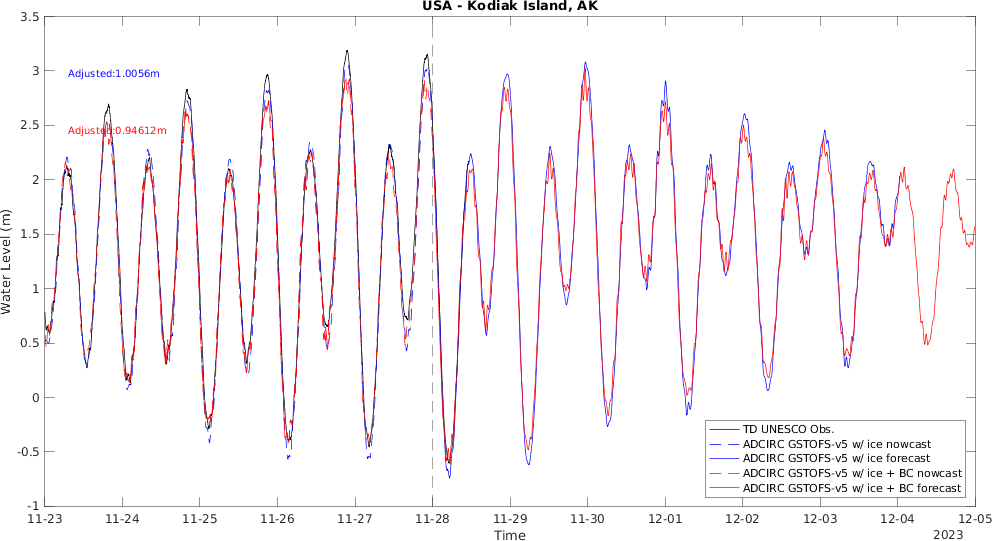 USA - Kodiak Island, AK
3.5
3
2.5
2
1.5
1
0.5
0
-0.5
-1
Water Level (m)
Adjusted:1.0056m
Adjusted:0.94612m
TD UNESCO Obs.
ADCIRC GSTOFS-v5 w/ ice nowcast
ADCIRC GSTOFS-v5 w/ ice forecast
ADCIRC GSTOFS-v5 w/ ice + BC nowcast
ADCIRC GSTOFS-v5 w/ ice + BC forecast
11-23 11-24 11-25 11-26 11-27 11-28 11-29 11-30 12-01 12-02 12-03 12-04 12-05
Time
2023